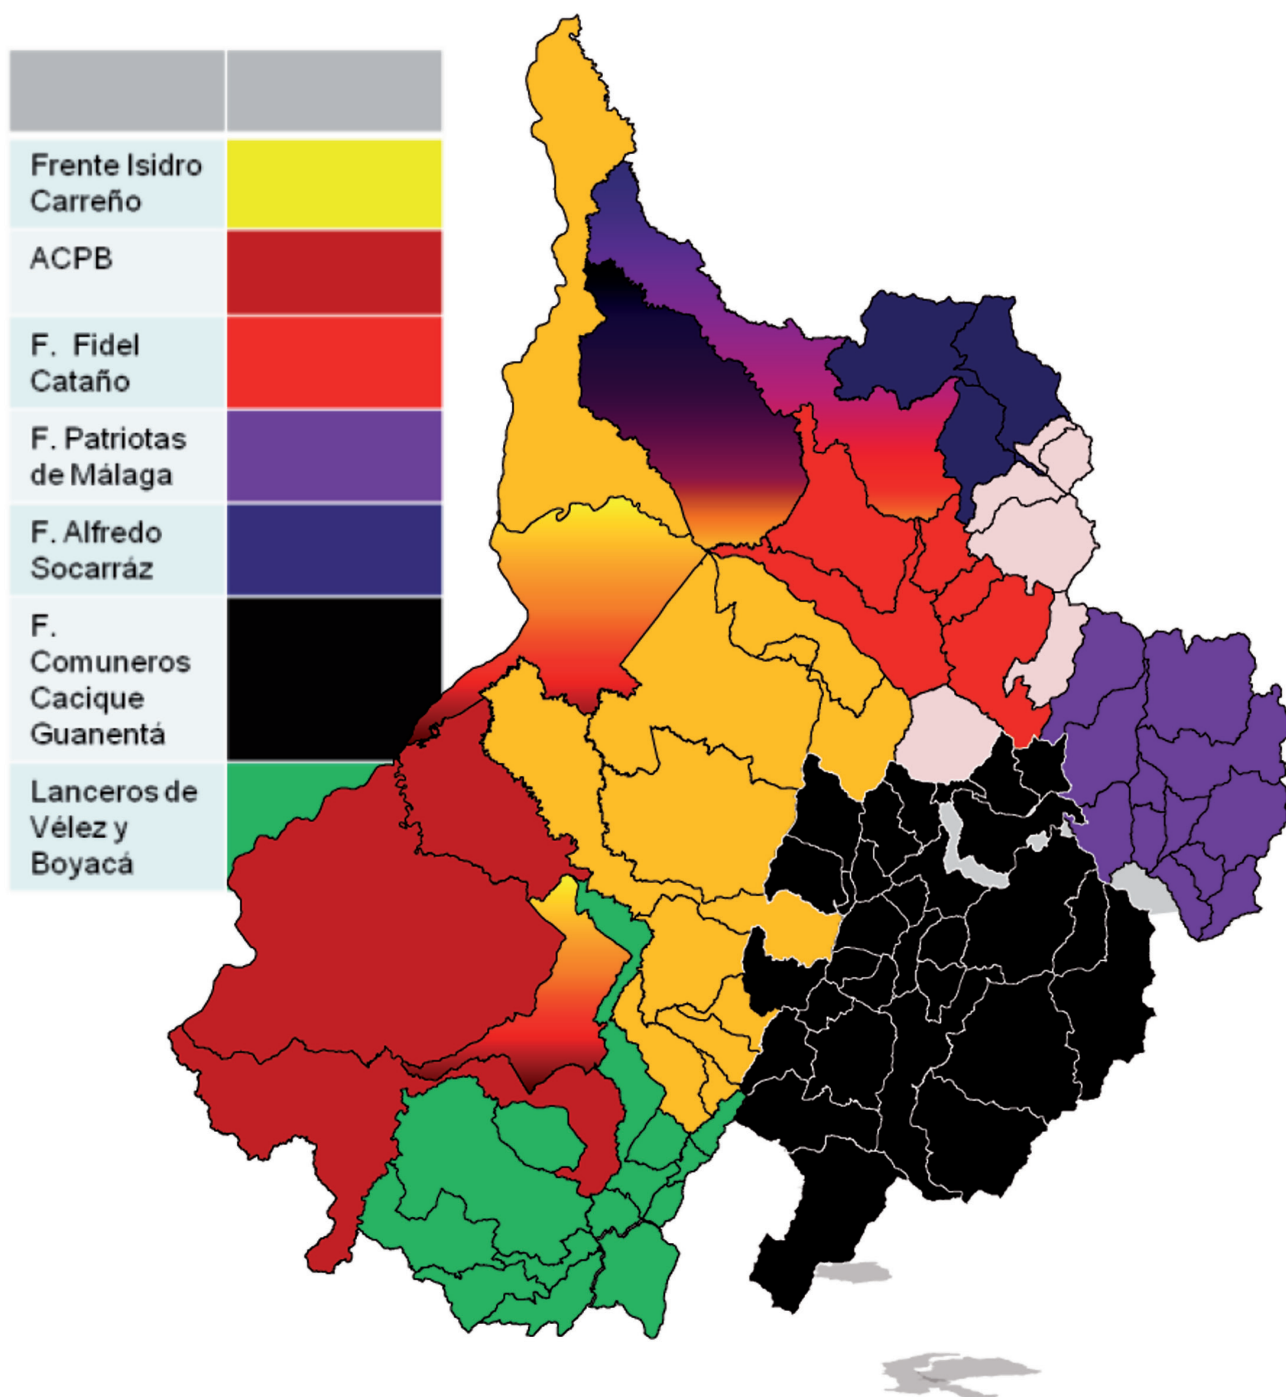 Frente Isidro
Carreño
ACPB
F. Fidel
Cataño
F. Patriotas
de Málaga
F. Alfredo
Socarráz
F.
Comuneros
Cacique
Guanentá
Lanceros de
Vélez y
Boyacá